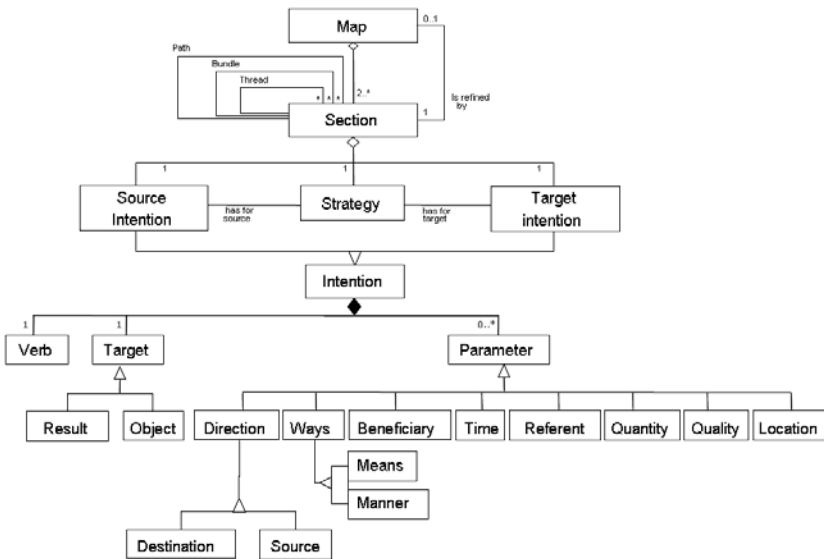 Map
0..1
Path
Bundle
Thread
* * *
2..*
Is refined
by
Section
1
1
1
1
Source
Intention
has for
source
Strategy
has for
target
Target
intention
Intention
1
1
0..*
Verb
Target
Parameter
Result
Object
Direction
Ways
Beneficiary
Time
Referent
Quantity
Quality
Location
Means
Manner
Destination
Source